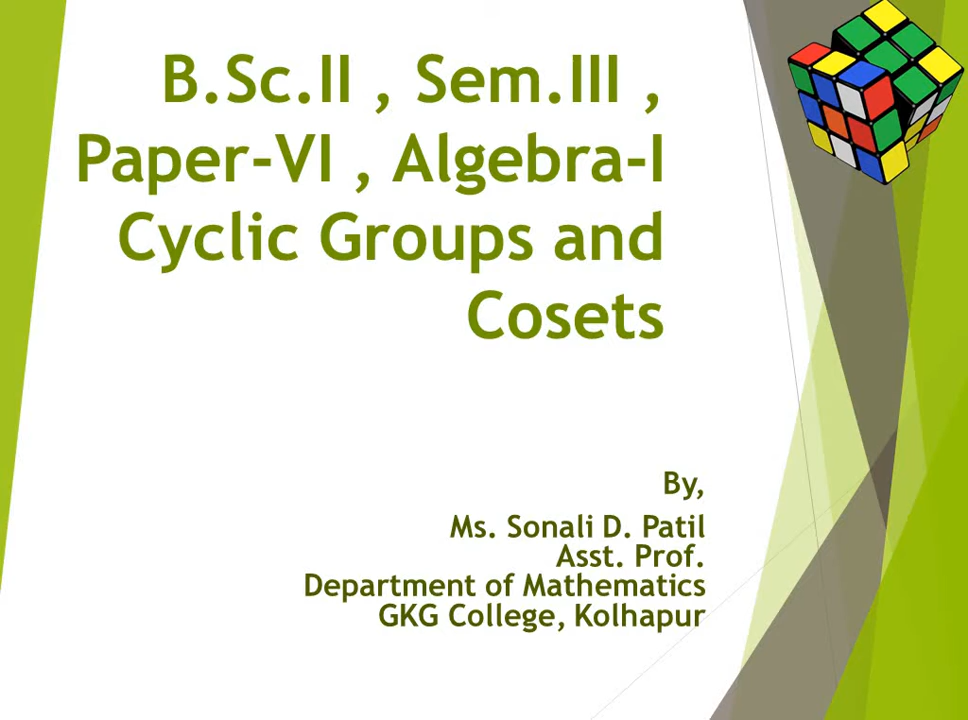 B.Sc.II , Sem.III ,
Paper-VI , Algebra-I
Cyclic Groups and
Cosets
By,
Ms. Sonali D. Patil
Asst. Prof.
Department of Mathematics
GKG College, Kolhapur